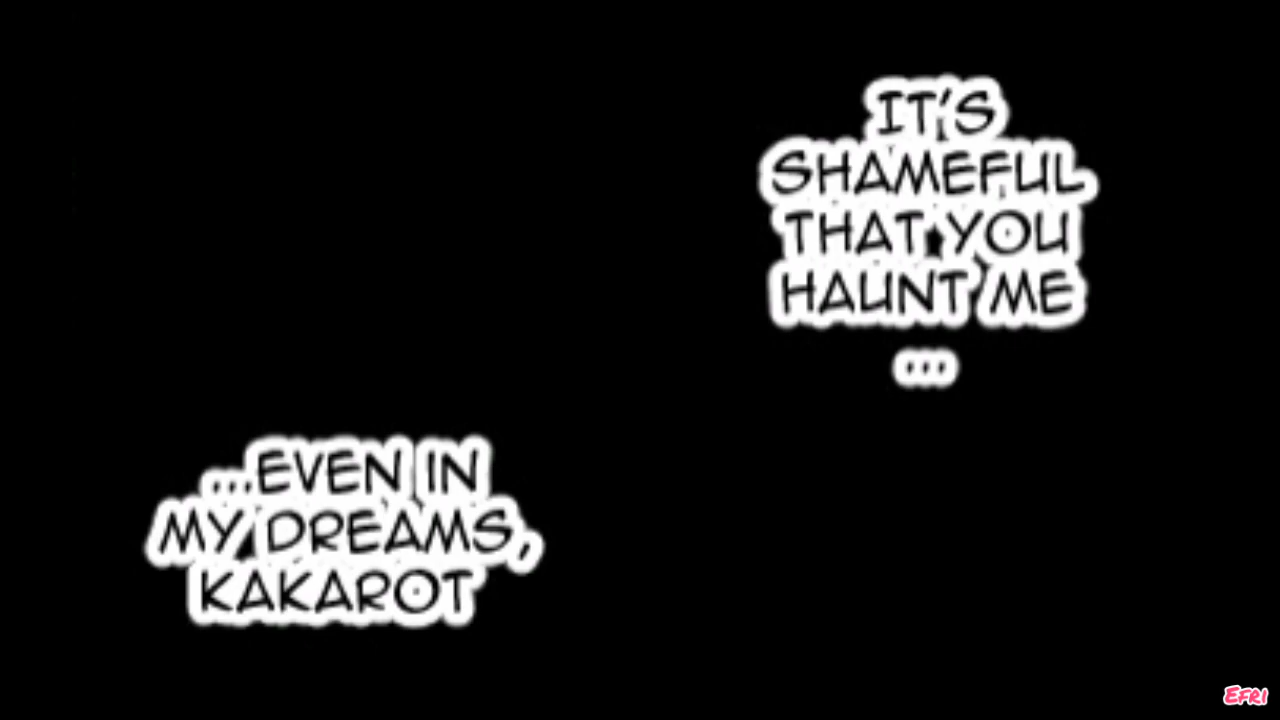 IT'S
SHAMEFUL
THAT YOU
HAUNT ME
...
...EVEN IN
MY DREAMS,
KAKAROT
EFRI